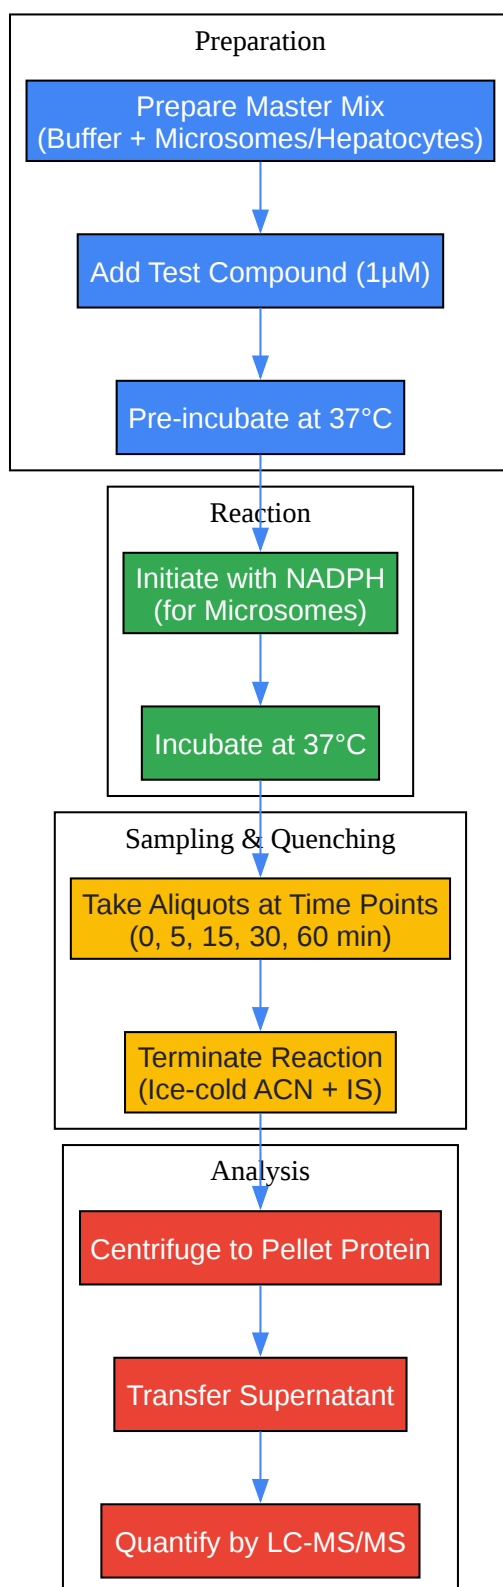 Preparation
Prepare Master Mix
(Buffer + Microsomes/Hepatocytes)
Add Test Compound (1µM)
Pre-incubate at 37°C
Reaction
Initiate with NADPH
(for Microsomes)
Incubate at 37°C
Sampling & Quenching
Take Aliquots at Time Points
(0, 5, 15, 30, 60 min)
Terminate Reaction
(Ice-cold ACN + IS)
Analysis
Centrifuge to Pellet Protein
Transfer Supernatant
Quantify by LC-MS/MS